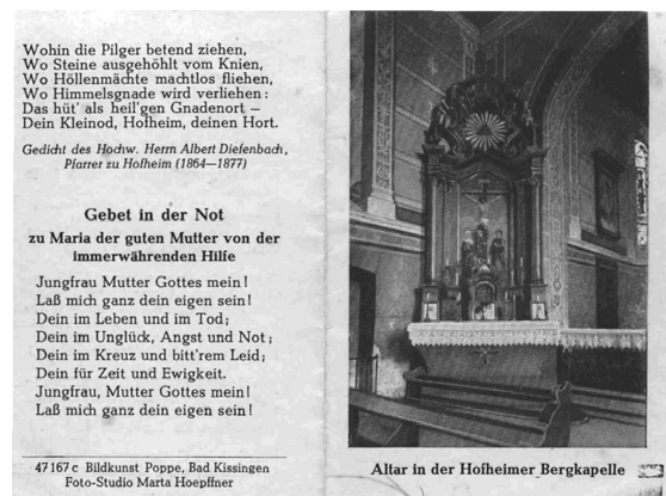 Wohin die Pilger betend ziehen,
Wo Steine ausgehöhlt vom Knien,
Wo Höllenmächte machtlos fliehen,
Wo Himmelsgnade wird verliehen:
Das hüt' als heil'gen Gnadenort —
Dein Kleinod, Hofheim, deinen Hort.
Gedicht des Hochw. Herrn Albert Diefenbach,
Pfarrer zu Hofheim (1864—1877)
Gebet in der Not
zu Maria der guten Mutter von der
immerwährenden Hilfe
Jungfrau Mutter Gottes mein!
Laß mich ganz dein eigen sein!
Dein im Leben und im Tod;
Dein im Unglück, Angst und Not;
Dein im Kreuz und bitt'rem Leid;
Dein für Zeit und Ewigkeit.
Jungfrau, Mutter Gottes mein!
Laß mich ganz dein eigen sein!
47167c Bildkunst Poppe, Bad Kissingen
Foto-Studio Marta Hoepffner
Altar in der Hofheimer Bergkapelle